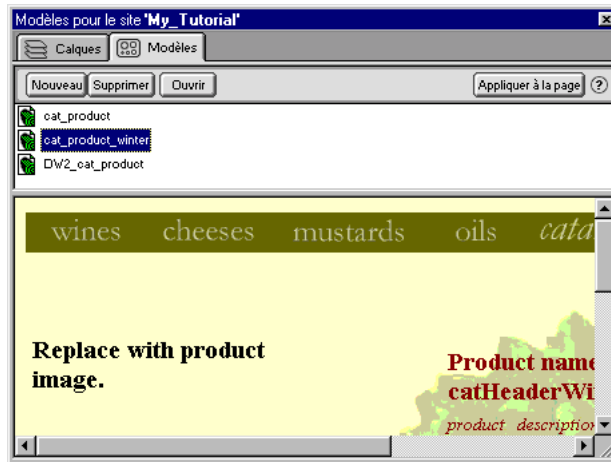 Modèles pour le site 'My_Tutorial'
Calques Modèles
Nouveau Supprimer Ouvrir Appliquer à la page ?
cat_product
cat_product_winter
DW2_cat_product
wines cheeses mustards oils cata
Replace with product
image.
Product name
catHeaderWi
product description